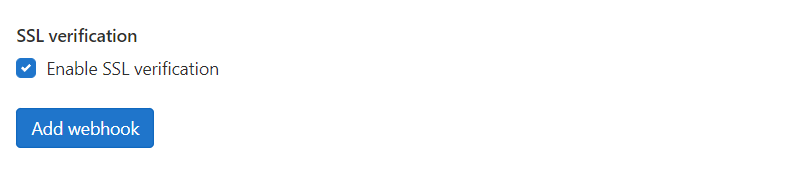 SSL verification
Enable SSL verification
Add webhook